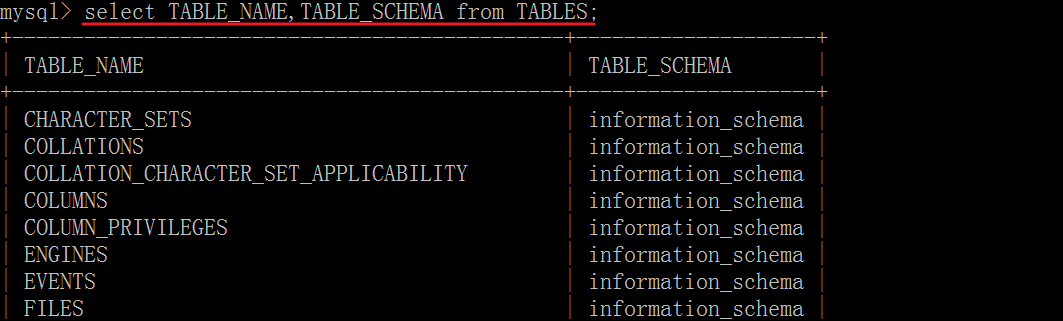 mysql> select TABLE_NAME,TABLE_SCHEMA from TABLES;
+----------------------------------------------+--------------------+
| TABLE_NAME | TABLE_SCHEMA |
+----------------------------------------------+--------------------+
| CHARACTER_SETS | information_schema |
| COLLATIONS | information_schema |
| COLLATION_CHARACTER_SET_APPLICABILITY | information_schema |
| COLUMNS | information_schema |
| COLUMN_PRIVILEGES | information_schema |
| ENGINES | information_schema |
| EVENTS | information_schema |
| FILES | information_schema |